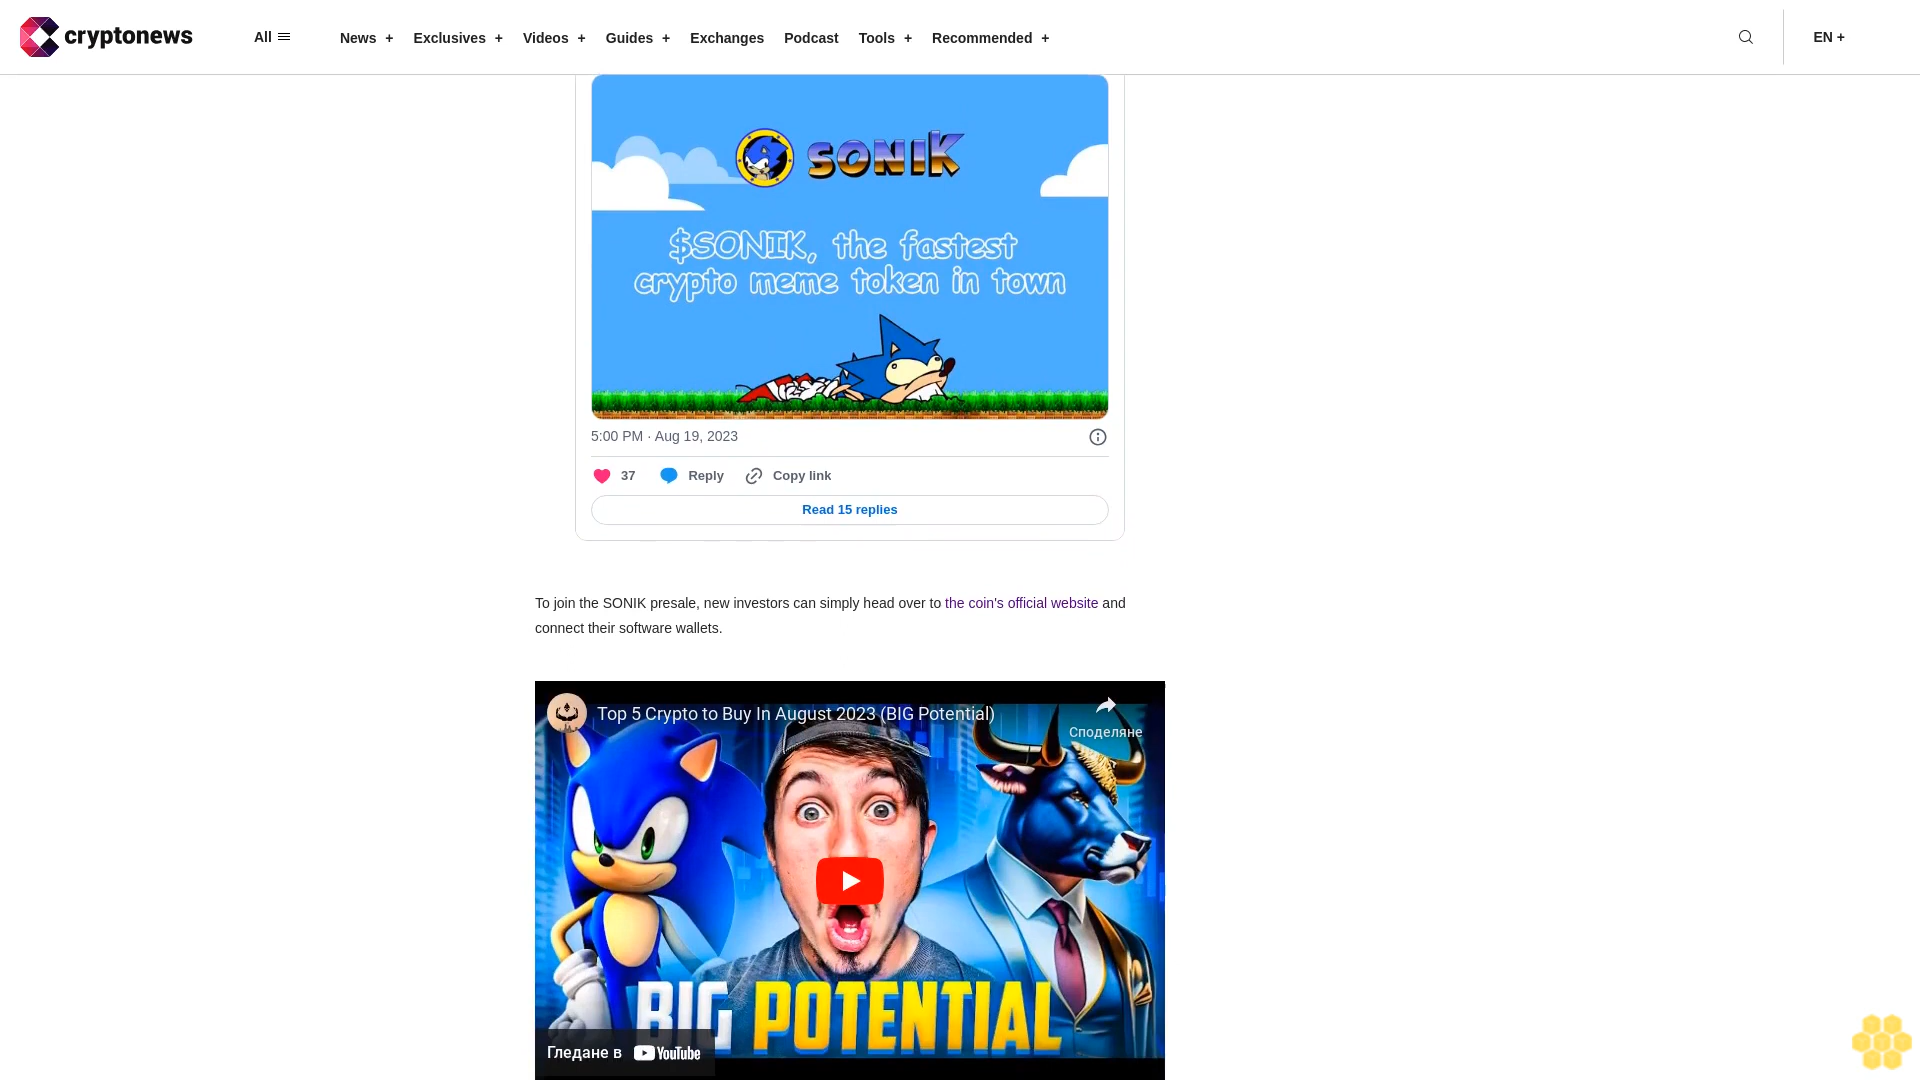 cryptonews
All
News +
Exclusives +
Videos +
Guides +
Exchanges
Podcast
Tools +
Recommended +
EN +
SONIK
$SONIK, the fastest
crypto meme token in town
5:00 PM · Aug 19, 2023
37
Reply
Copy link
Read 15 replies
To join the SONIK presale, new investors can simply head over to the coin's official website and
connect their software wallets.
Top 5 Crypto to Buy In August 2023 (BIG Potential)
Споделяне
BIG POTENTIAL
Гледане в YouTube